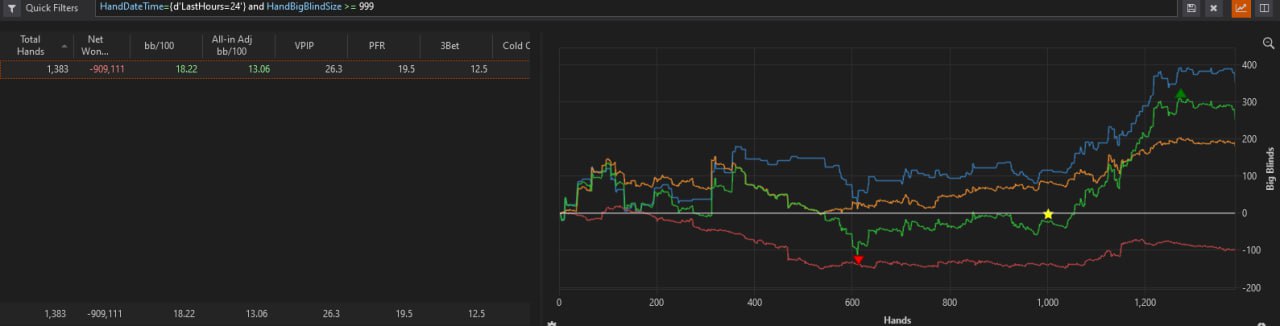 Quick Filters HandDateTime={d'LastHours=24'} and HandBigBlindSize >= 999
Total Hands Net Won... bb/100 All-in Adj bb/100 VPIP PFR 3Bet Cold C
1,383 -909,111 18.22 13.06 26.3 19.5 12.5
400
300
200
100
0
-100
-200
Big Blinds
0 200 400 600 800 1,000 1,200
Hands
1,383 -909,111 18.22 13.06 26.3 19.5 12.5